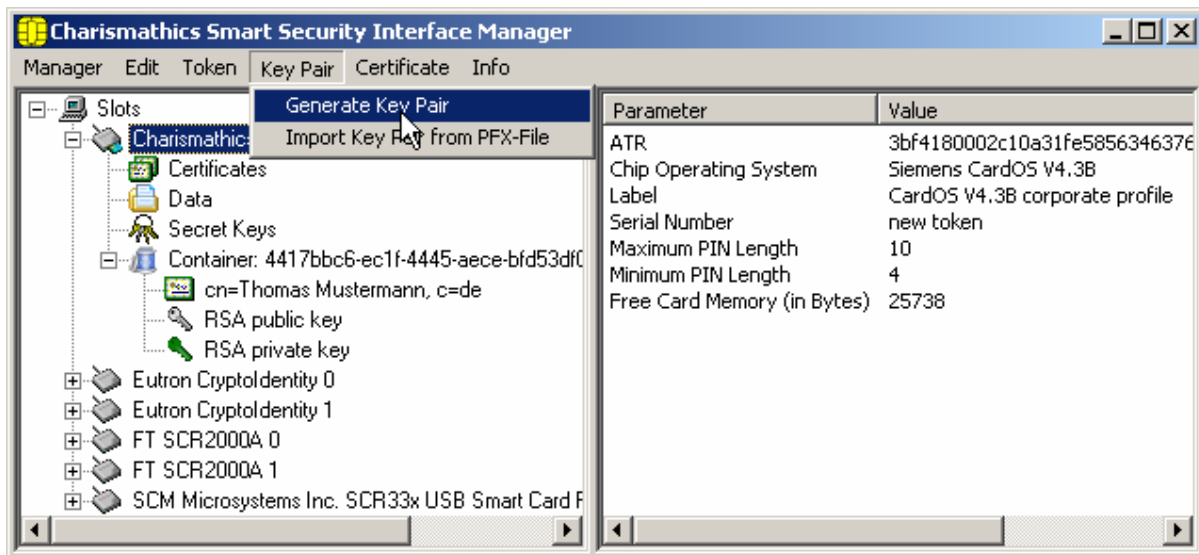 Charismathics Smart Security Interface Manager
Manager Edit Token Key Pair Certificate Info
Generate Key Pair
Import Key Pair from PFX-File
Slots
Charismathics
Certificates
Data
Secret Keys
Container: 4417bbc6-ec1f-4445-aece-bfd53df0
cn=Thomas Mustermann, c=de
RSA public key
RSA private key
Eutron CryptoIdentity 0
Eutron CryptoIdentity 1
FT SCR2000A 0
FT SCR2000A 1
SCM Microsystems Inc. SCR33x USB Smart Card R
Parameter Value
ATR 3bf4180002c10a31fe5856346376
Chip Operating System Siemens CardOS V4.3B
Label CardOS V4.3B corporate profile
Serial Number new token
Maximum PIN Length 10
Minimum PIN Length 4
Free Card Memory (in Bytes) 25738